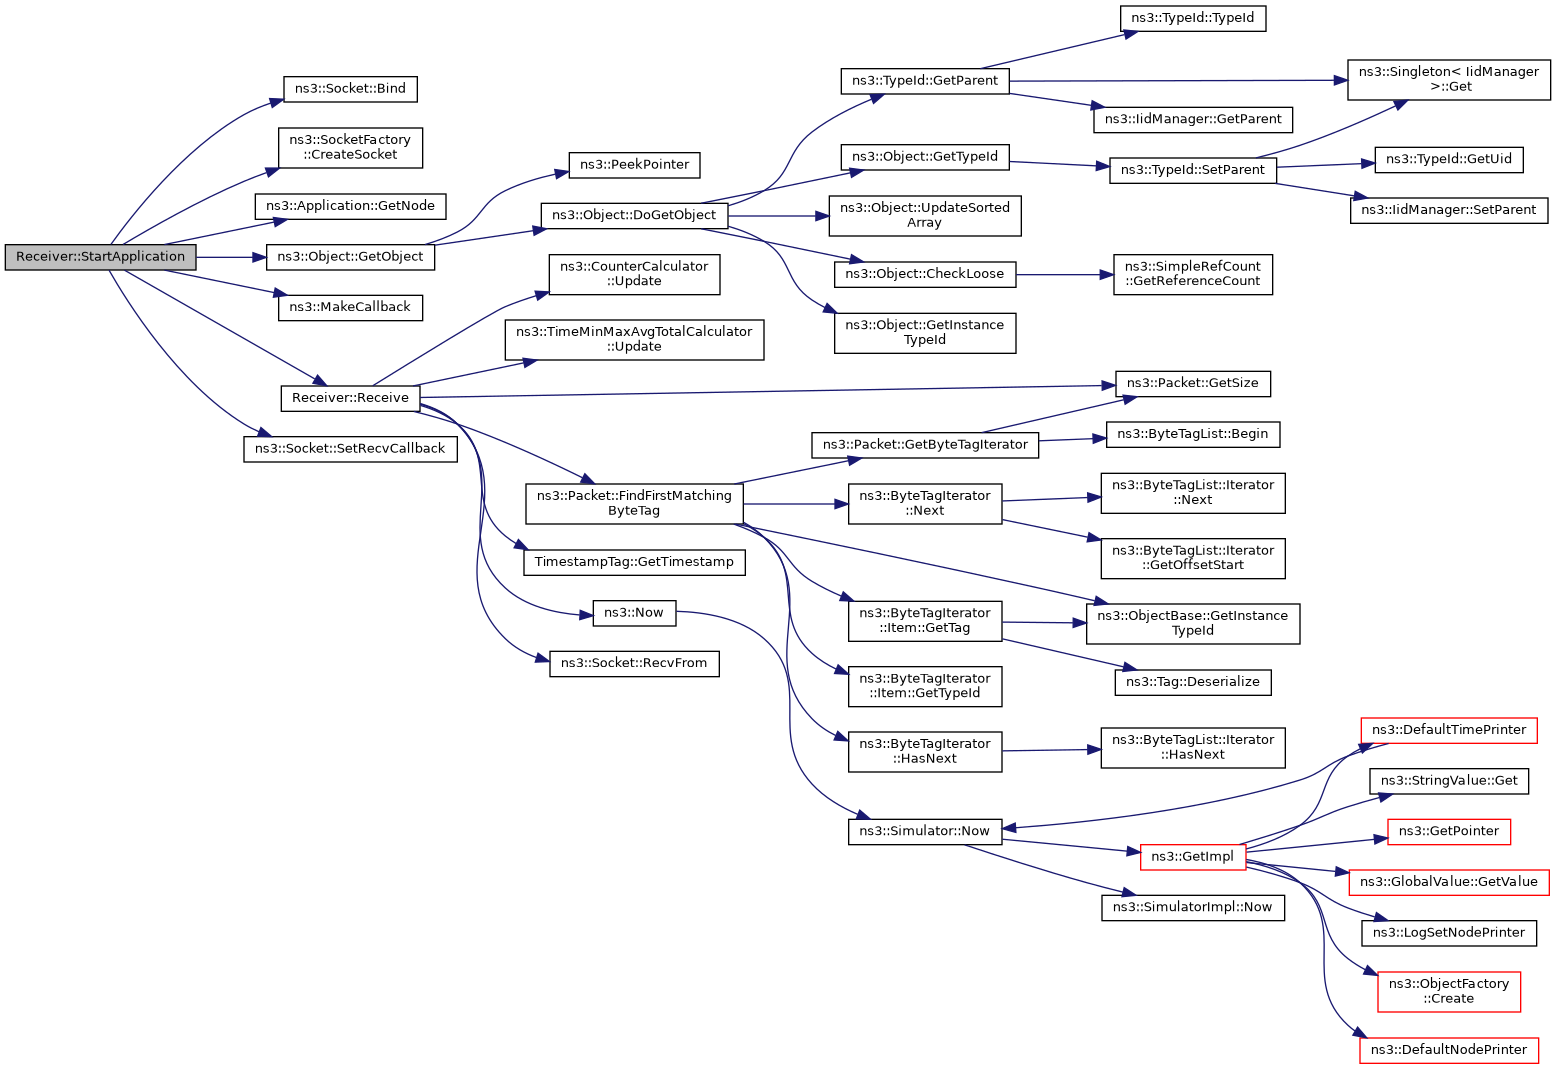 Receiver::StartApplication
ns3::Socket::Bind
ns3::SocketFactory
::CreateSocket
ns3::Application::GetNode
ns3::Object::GetObject
ns3::MakeCallback
Receiver::Receive
ns3::Socket::SetRecvCallback
ns3::PeekPointer
ns3::Object::DoGetObject
ns3::CounterCalculator
::Update
ns3::TimeMinMaxAvgTotalCalculator
::Update
ns3::Packet::FindFirstMatching
ByteTag
TimestampTag::GetTimestamp
ns3::Now
ns3::Socket::RecvFrom
ns3::TypeId::GetParent
ns3::Object::GetTypeId
ns3::Object::UpdateSorted
Array
ns3::Object::CheckLoose
ns3::Object::GetInstance
TypeId
ns3::Packet::GetByteTagIterator
ns3::ByteTagIterator
::Next
ns3::ByteTagIterator
::Item::GetTag
ns3::ByteTagIterator
::Item::GetTypeId
ns3::ByteTagIterator
::HasNext
ns3::Simulator::Now
ns3::TypeId::TypeId
ns3::IidManager::GetParent
ns3::TypeId::SetParent
ns3::SimpleRefCount
::GetReferenceCount
ns3::Packet::GetSize
ns3::ByteTagList::Begin
ns3::ByteTagList::Iterator
::Next
ns3::ByteTagList::Iterator
::GetOffsetStart
ns3::ObjectBase::GetInstance
TypeId
ns3::Tag::Deserialize
ns3::ByteTagList::Iterator
::HasNext
ns3::GetImpl
ns3::SimulatorImpl::Now
ns3::Singleton< IidManager
>::Get
ns3::TypeId::GetUid
ns3::IidManager::SetParent
ns3::DefaultTimePrinter
ns3::StringValue::Get
ns3::GetPointer
ns3::GlobalValue::GetValue
ns3::LogSetNodePrinter
ns3::ObjectFactory
::Create
ns3::DefaultNodePrinter